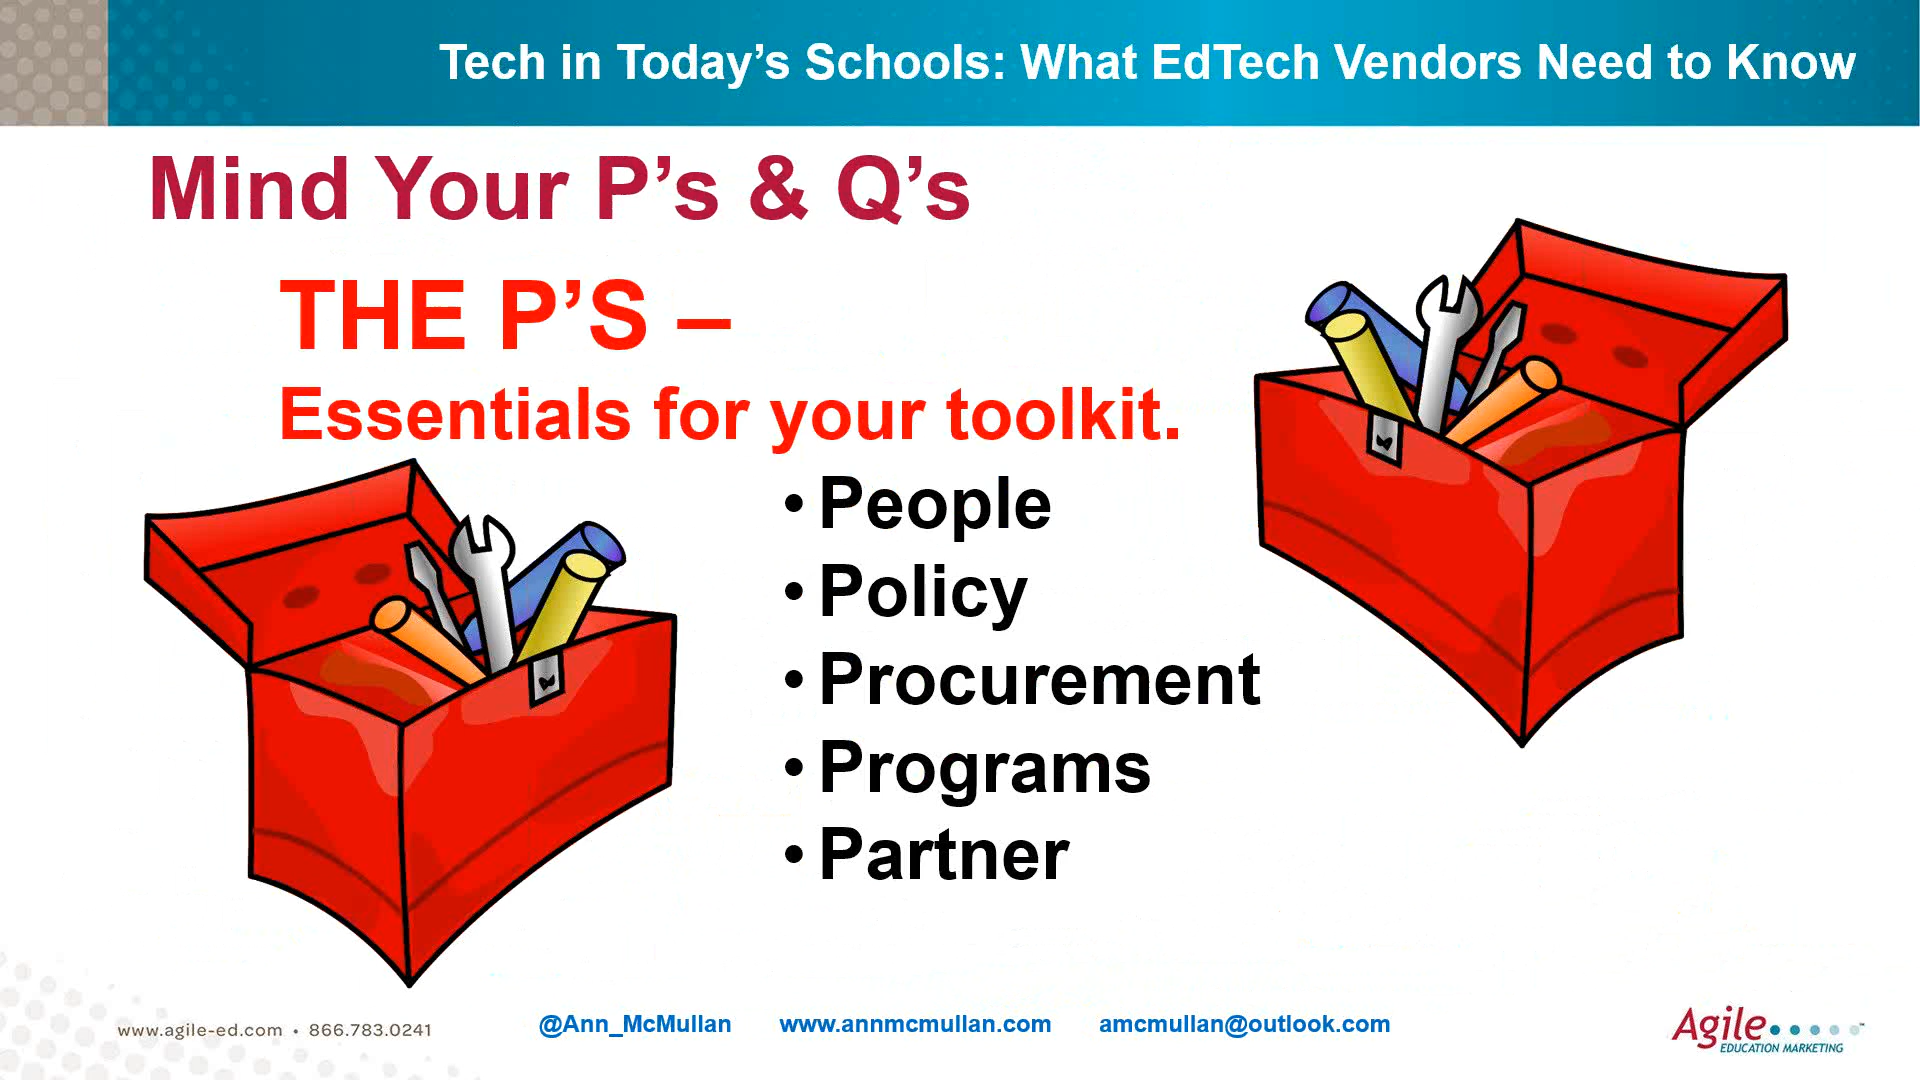 Tech in Today’s Schools: What EdTech Vendors Need to Know
Mind Your P’s & Q’s
THE P’S –
Essentials for your toolkit.
• People
• Policy
• Procurement
• Programs
• Partner
www.agile-ed.com • 866.783.0241
@Ann_McMullan www.annmcmullan.com amcmullan@outlook.com
Agile
EDUCATION MARKETING